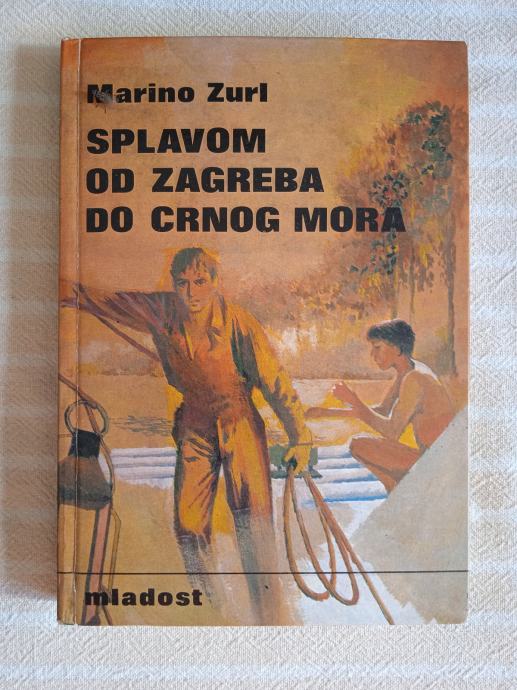 Marino Zurl
SPLAVOM
OD ZAGREBA
DO CRNOG MORA
mladost